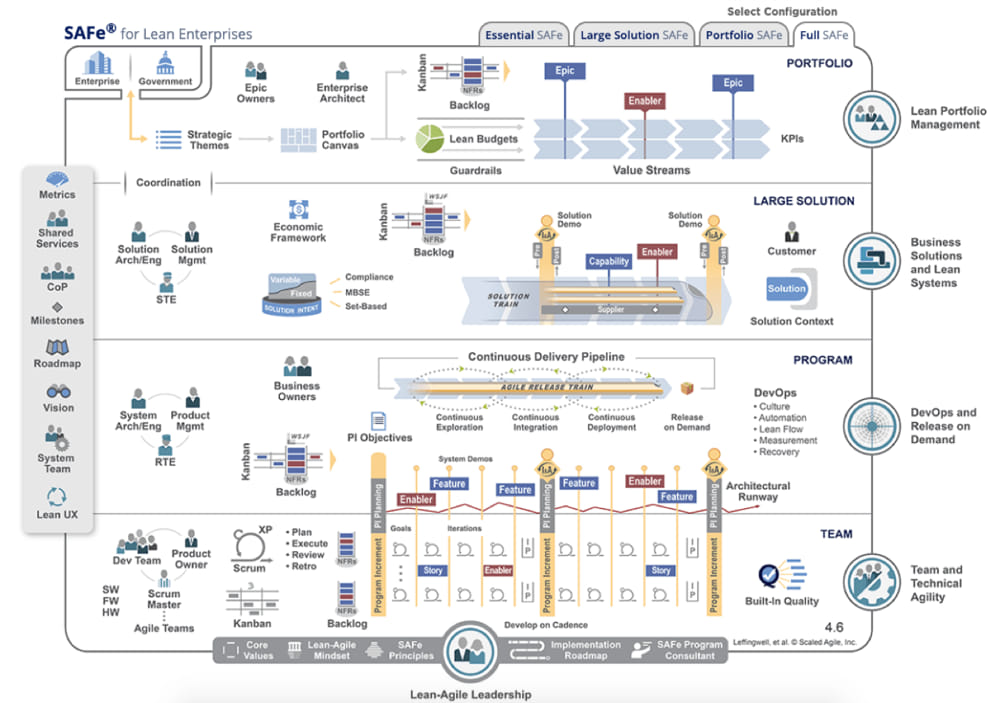 Select Configuration
SAFe® for Lean Enterprises
Essential SAFe
Large Solution SAFe
Portfolio SAFe
Full SAFe
Enterprise
Government
Epic
Owners
Enterprise
Architect
Kanban
NFRs
Backlog
Epic
Enabler
Epic
PORTFOLIO
Lean Portfolio
Management
Strategic
Themes
Portfolio
Canvas
Lean Budgets
Guardrails
KPIs
Value Streams
Coordination
Metrics
Shared
Services
CoP
Milestones
Roadmap
Vision
System
Team
Lean UX
LARGE SOLUTION
Solution
Arch/Eng
Solution
Mgmt
STE
Economic
Framework
Kanban
WSJF
NFRs
Backlog
Variable
Fixed
SOLUTION INTENT
Compliance
MBSE
Set-Based
Solution
Demo
I&A
Pre
Post
Capability
Enabler
Solution
Demo
I&A
Pre
Post
SOLUTION
TRAIN
Supplier
Customer
Solution
Solution Context
Business
Solutions
and Lean
Systems
PROGRAM
Continuous Delivery Pipeline
AGILE RELEASE TRAIN
Continuous
Exploration
Continuous
Integration
Continuous
Deployment
Release
on Demand
Business
Owners
System
Arch/Eng
Product
Mgmt
RTE
PI Objectives
Kanban
WSJF
NFRs
Backlog
DevOps
• Culture
• Automation
• Lean Flow
• Measurement
• Recovery
DevOps and
Release on
Demand
System Demos
I&A
I&A
PI Planning
Enabler
Feature
Feature
PI Planning
Feature
Enabler
Feature
PI Planning
Architectural
Runway
TEAM
Dev Team
Product
Owner
Scrum
Master
SW
FW
HW
Agile Teams
XP
Scrum
Kanban
3
• Plan
• Execute
• Review
• Retro
NFRs
NFRs
Backlog
Program Increment
Goals
Iterations
Story
Enabler
I
P
I
P
Program Increment
Story
I
P
I
P
Program Increment
Develop on Cadence
Built-In Quality
Team and
Technical
Agility
4.6
Leffingwell, et al. © Scaled Agile, Inc.
Core
Values
Lean-Agile
Mindset
SAFe
Principles
Implementation
Roadmap
SAFe Program
Consultant
Lean-Agile Leadership